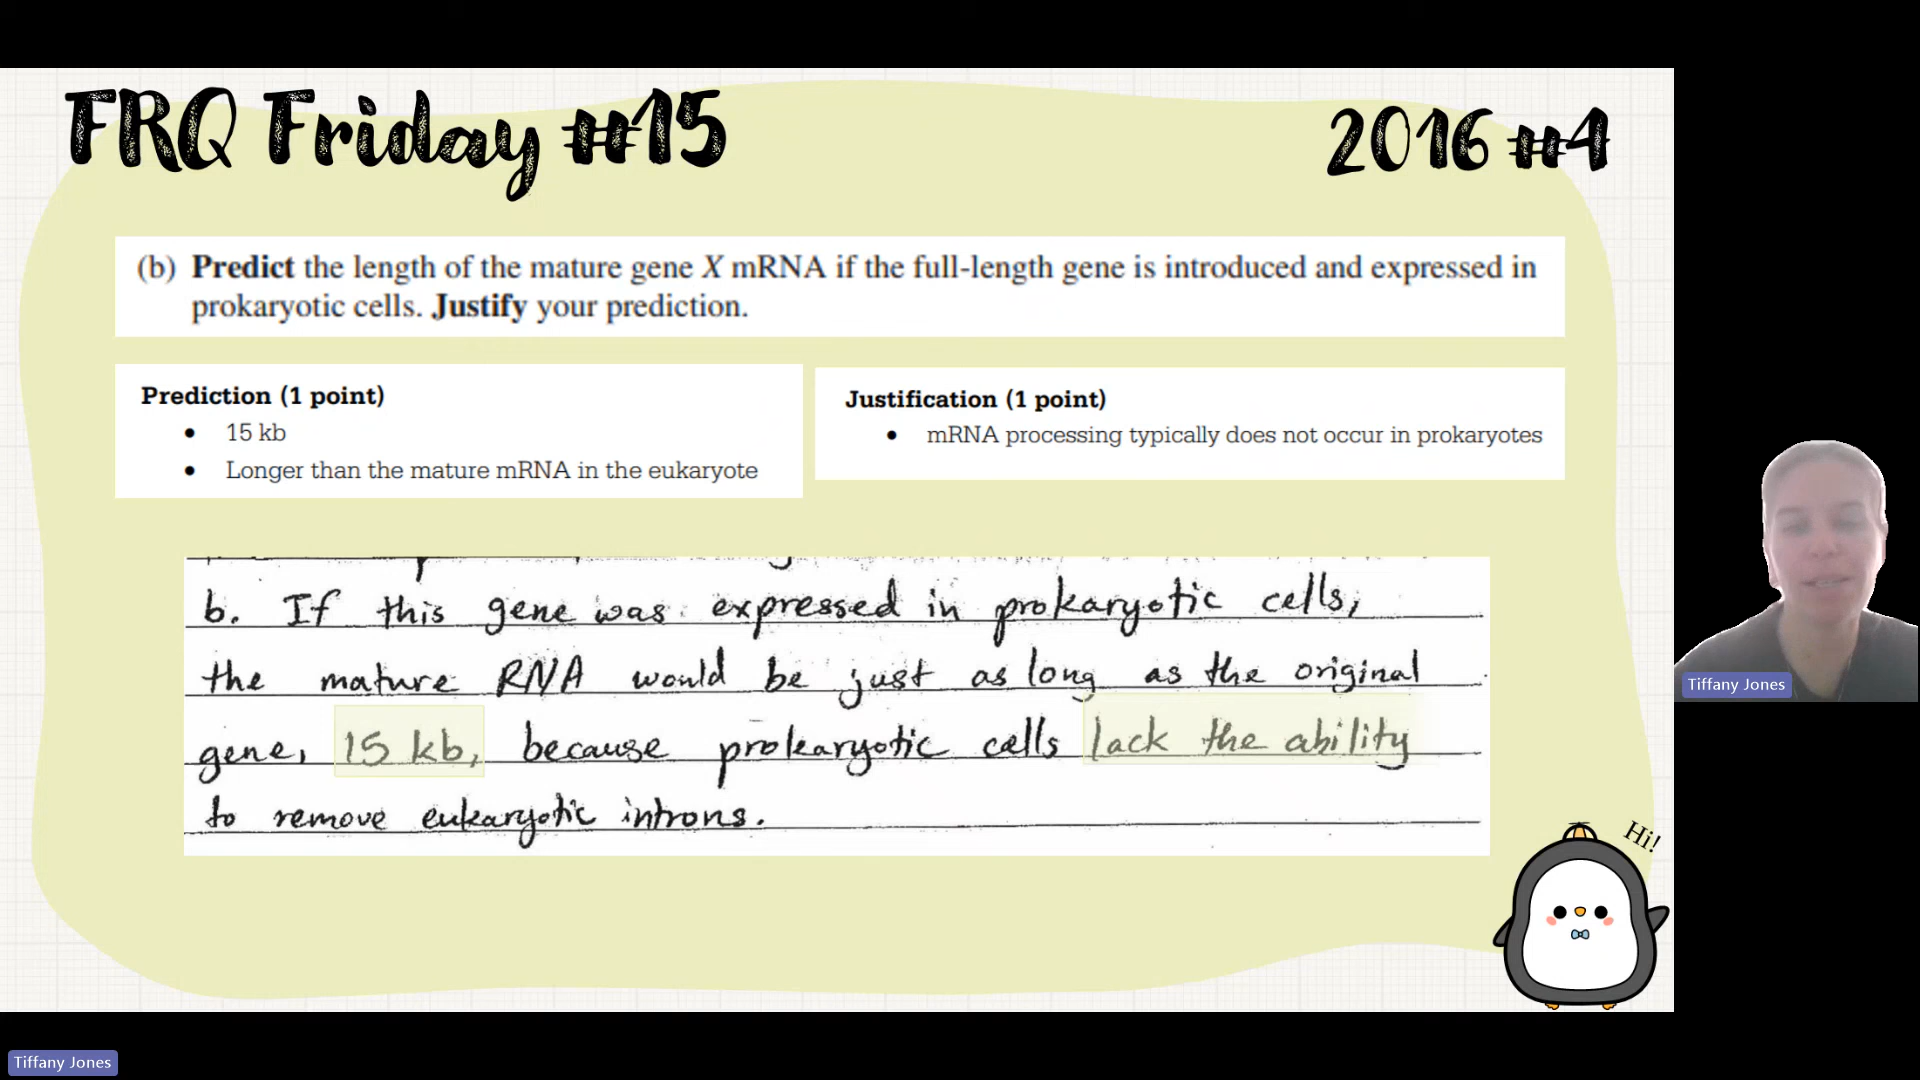 FRQ Friday #15
2016 #4
(b) Predict the length of the mature gene X mRNA if the full-length gene is introduced and expressed in
prokaryotic cells. Justify your prediction.
Prediction (1 point)
• 15 kb
• Longer than the mature mRNA in the eukaryote
Justification (1 point)
• mRNA processing typically does not occur in prokaryotes
b. If this gene was expressed in prokaryotic cells,
the mature RNA would be just as long as the original
gene, 15 kb, because prokaryotic cells lack the ability
to remove eukaryotic introns.
Hi!
Tiffany Jones
Tiffany Jones